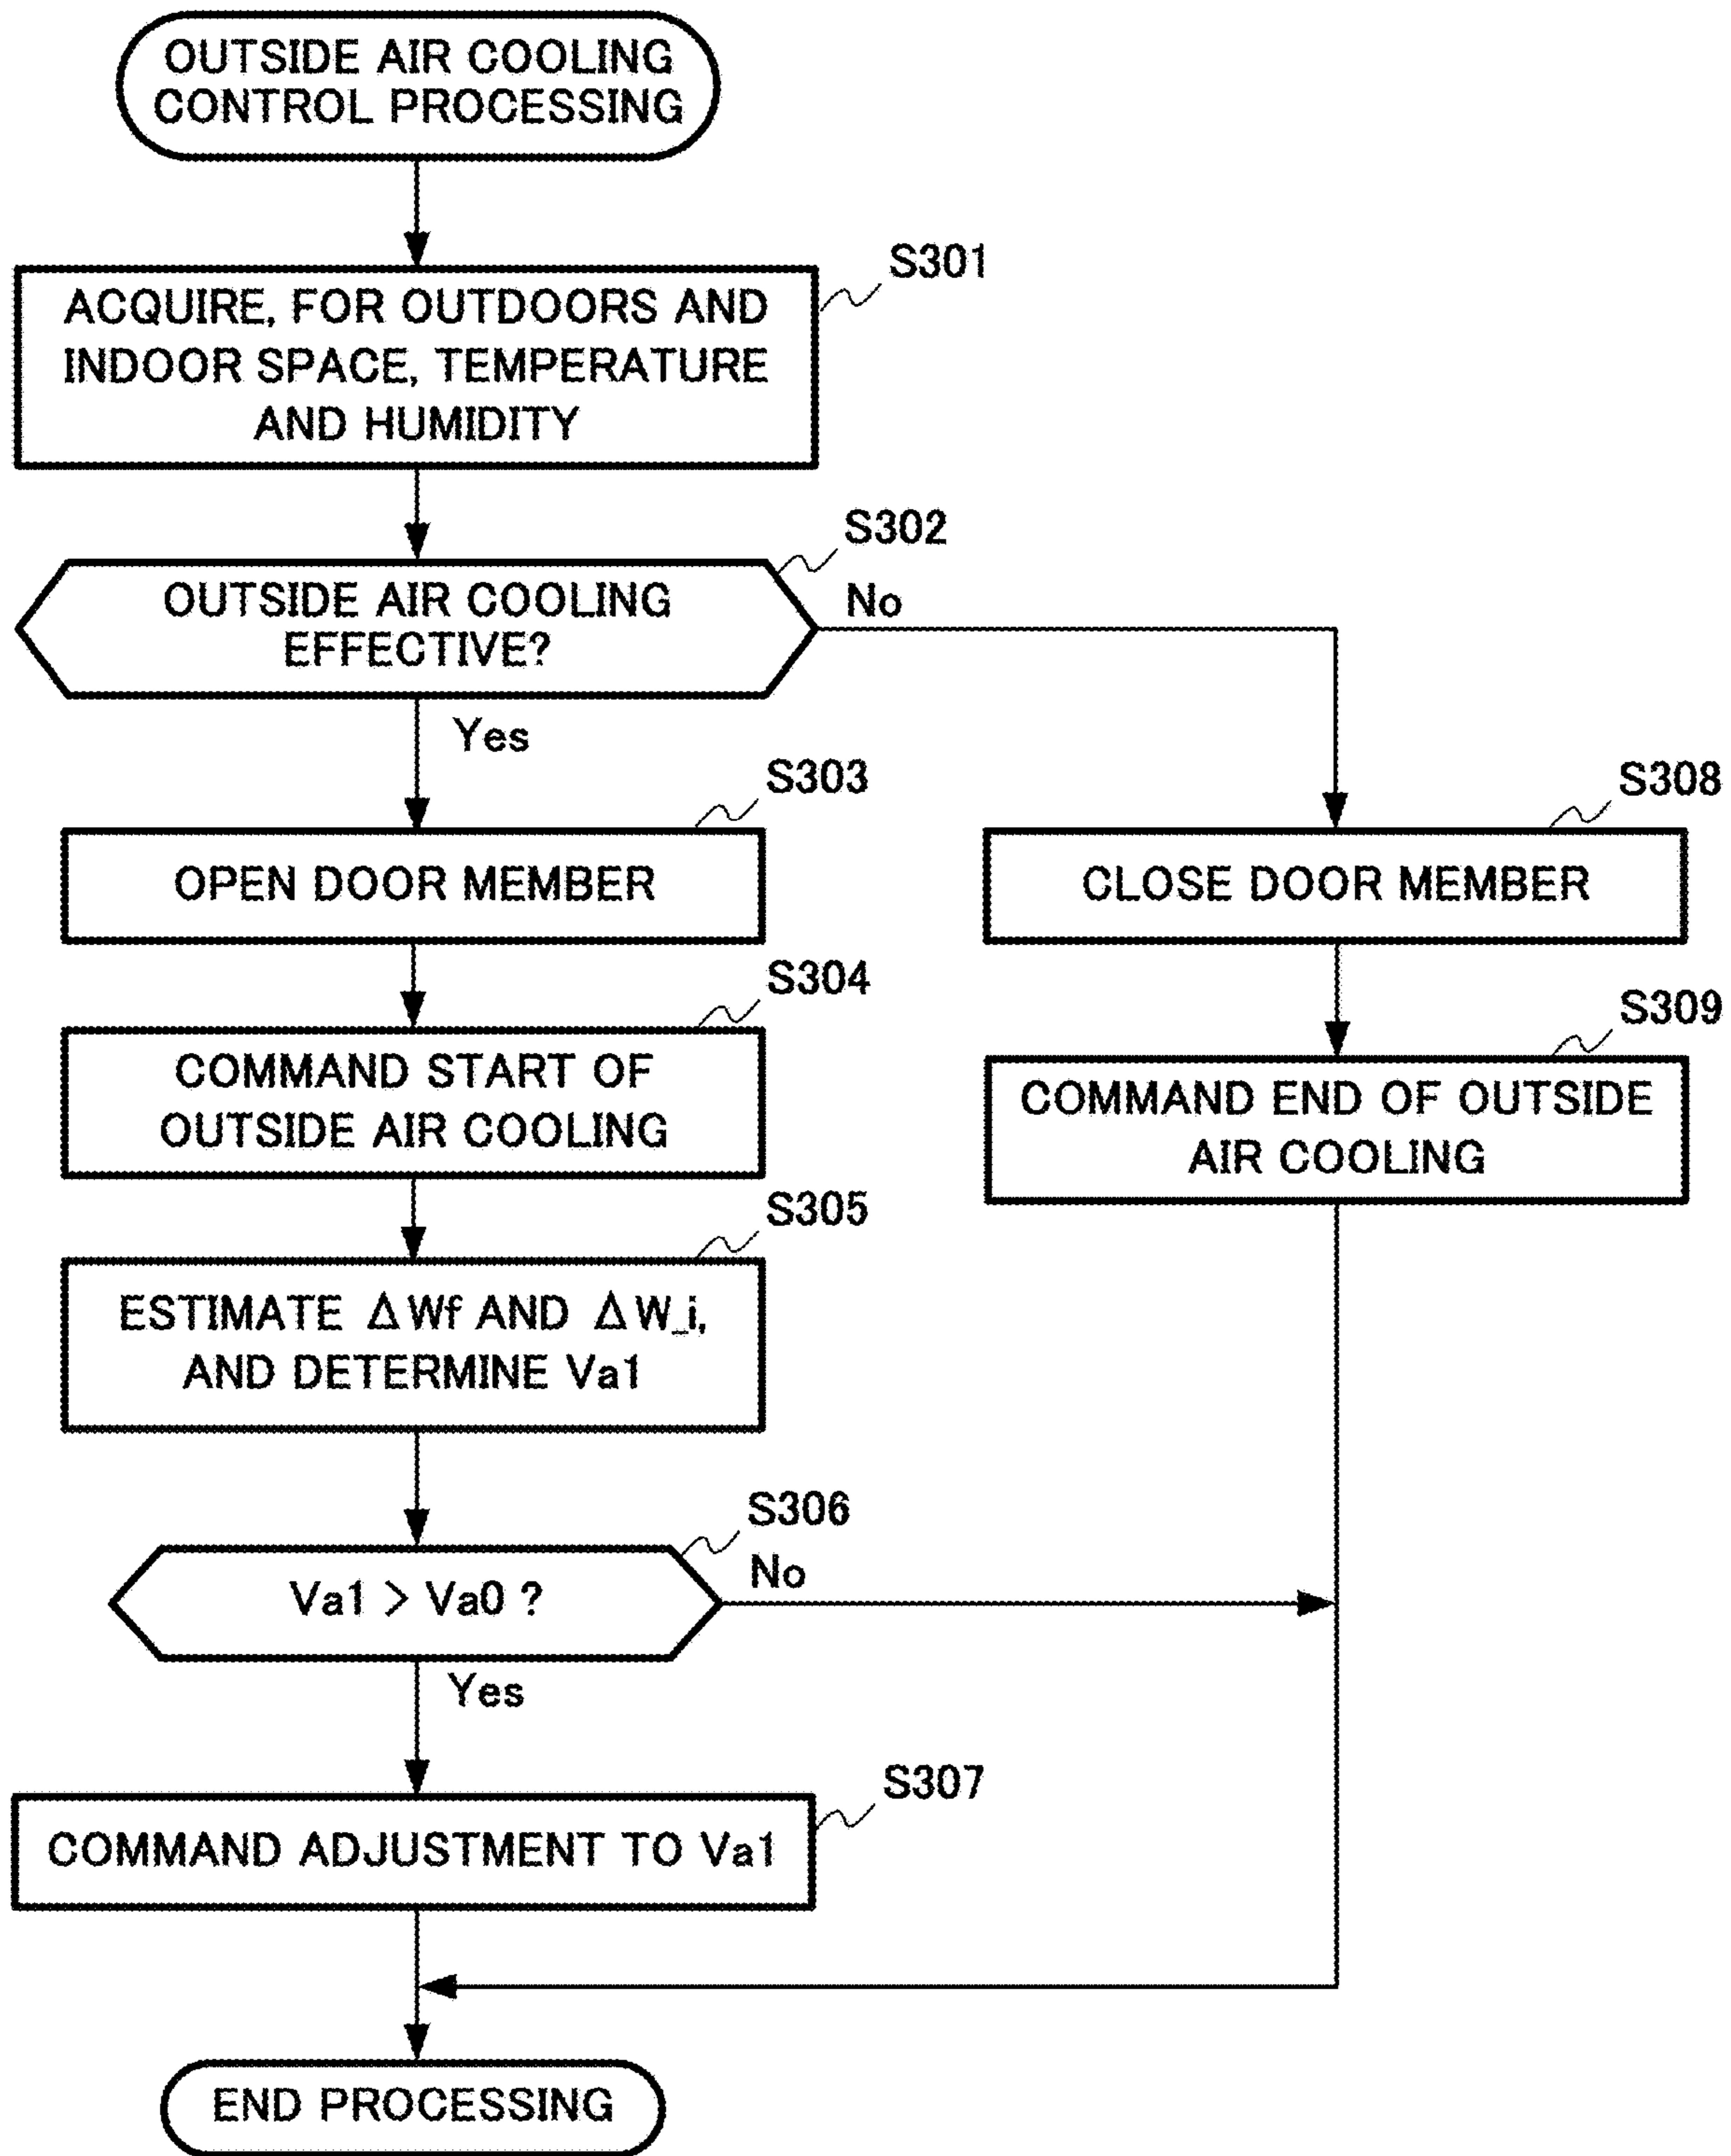 OUTSIDE AIR COOLING
CONTROL PROCESSING
S301
ACQUIRE, FOR OUTDOORS AND
INDOOR SPACE, TEMPERATURE
AND HUMIDITY
S302
OUTSIDE AIR COOLING
EFFECTIVE?
No
Yes
S303
OPEN DOOR MEMBER
S304
COMMAND START OF
OUTSIDE AIR COOLING
S305
ESTIMATE ΔWf AND ΔW_i,
AND DETERMINE Va1
S306
Va1 > Va0 ?
No
Yes
S307
COMMAND ADJUSTMENT TO Va1
S308
CLOSE DOOR MEMBER
S309
COMMAND END OF OUTSIDE
AIR COOLING
END PROCESSING